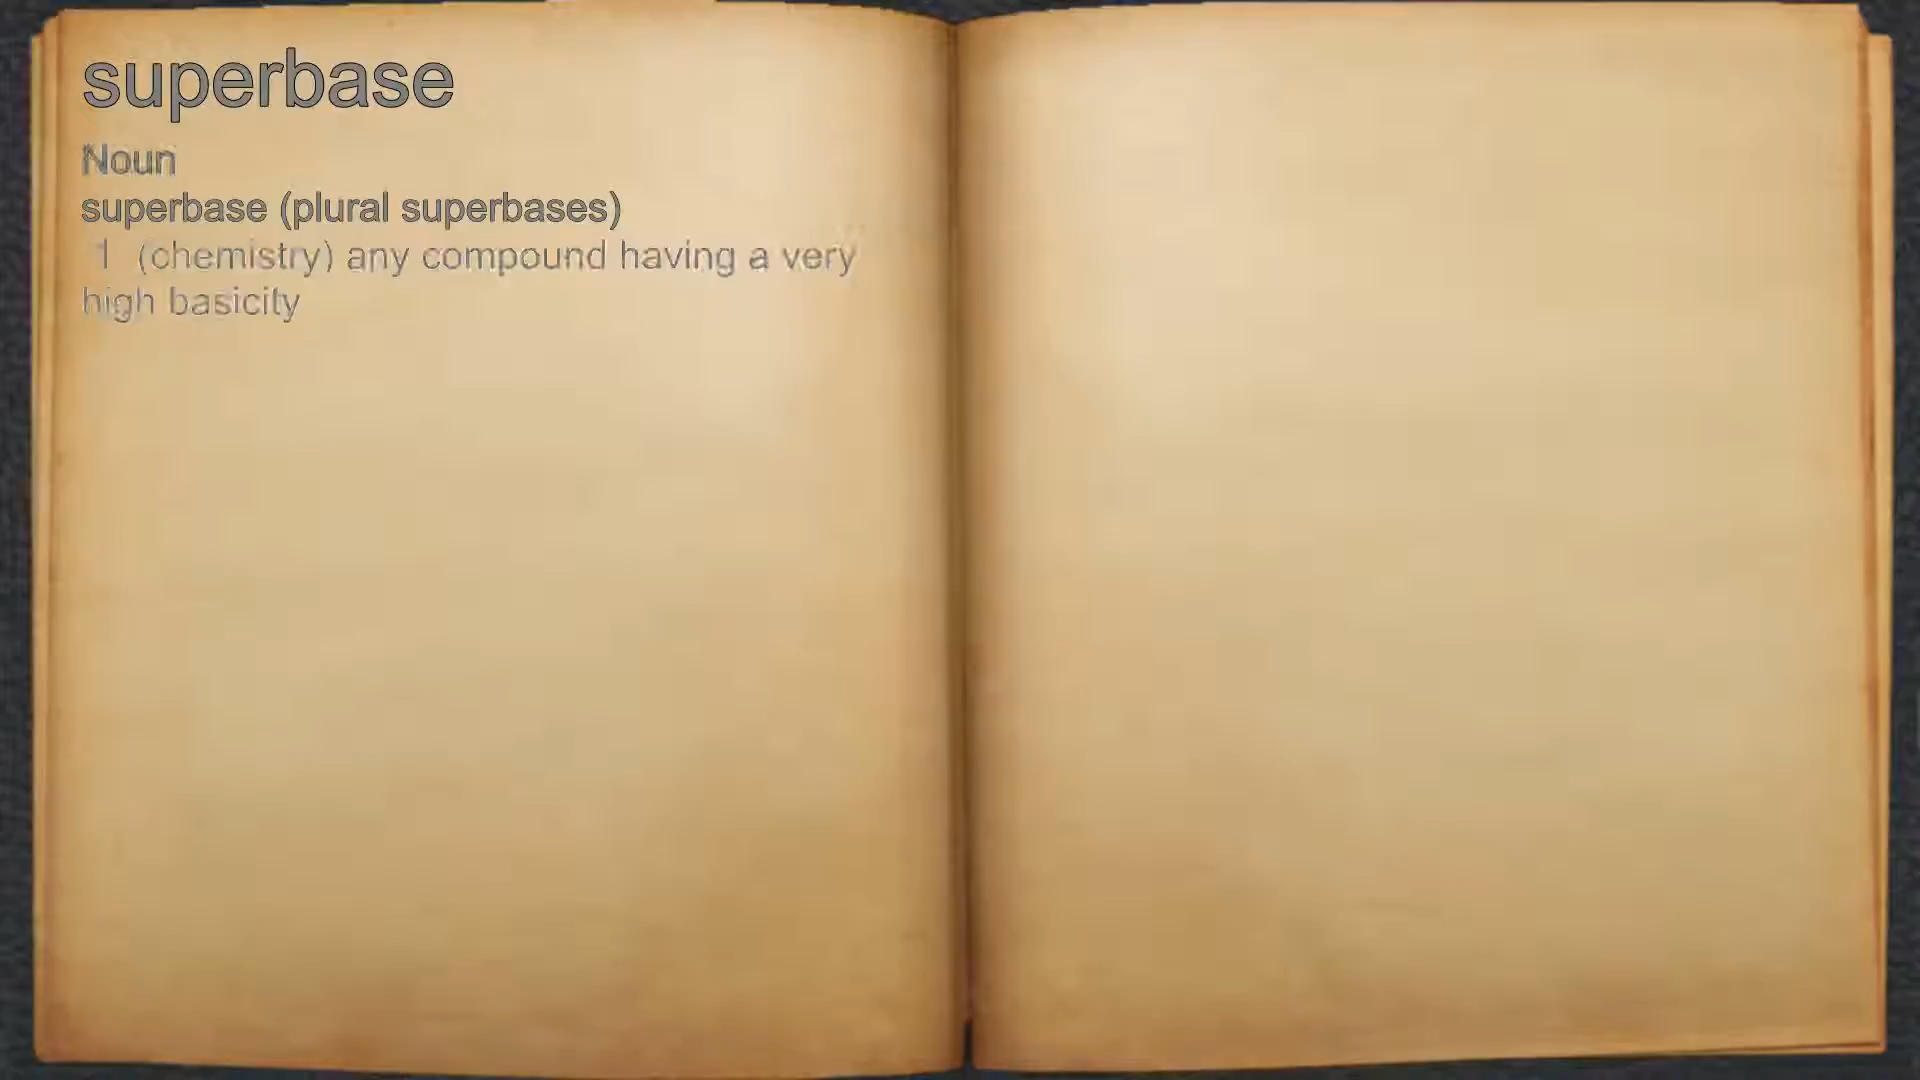 superbase
Noun
superbase (plural superbases)
1 (chemistry) any compound having a very
high basicity